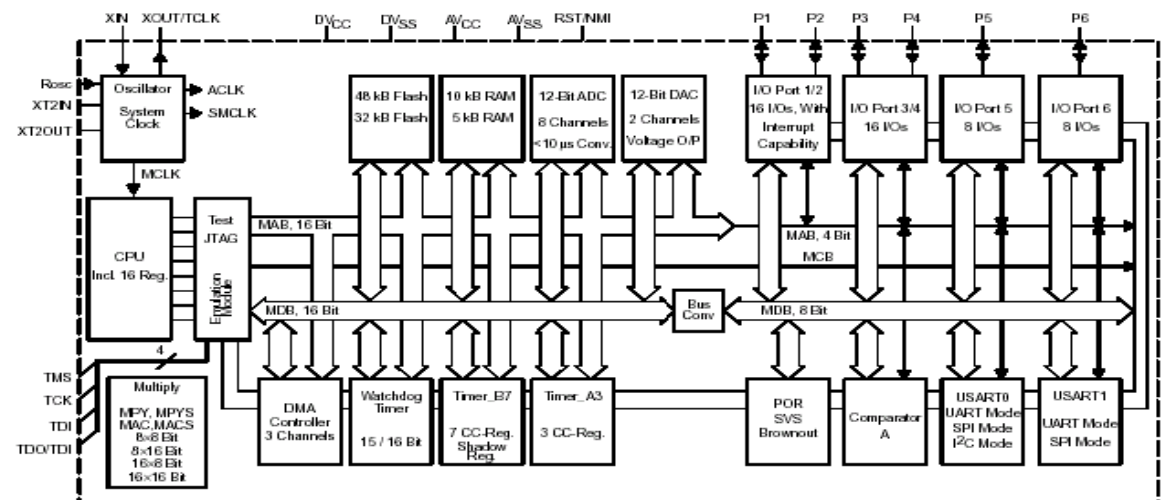 XIN
XOUT/TCLK
DVCC
DVSS
AVCC
AVSS
RST/NMI
P1
P2
P3
P4
P5
P6
Rosc
XT2IN
XT2OUT
Oscillator
System
Clock
ACLK
SMCLK
MCLK
48 kB Flash
32 kB Flash
10 kB RAM
5 kB RAM
12-Bit ADC
8 Channels
<10 µs Conv.
12-Bit DAC
2 Channels
Voltage O/P
I/O Port 1/2
16 I/Os, With
Interrupt
Capability
I/O Port 3/4
16 I/Os
I/O Port 5
8 I/Os
I/O Port 6
8 I/Os
CPU
Incl. 16 Reg.
Test
JTAG
Emulation
Module
MAB, 16 Bit
MAB, 4 Bit
MCB
MDB, 16 Bit
Bus
Conv
MDB, 8 Bit
4
TMS
TCK
TDI
TDO/TDI
Multiply
MPY, MPYS
MAC,MACS
8×8 Bit
8×16 Bit
16×8 Bit
16×16 Bit
DMA
Controller
3 Channels
Watchdog
Timer
15 / 16 Bit
Timer_B7
7 CC-Reg.
Shadow
Reg.
Timer_A3
3 CC-Reg.
POR
SVS
Brownout
Comparator
A
USART0
UART Mode
SPI Mode
I²C Mode
USART1
UART Mode
SPI Mode